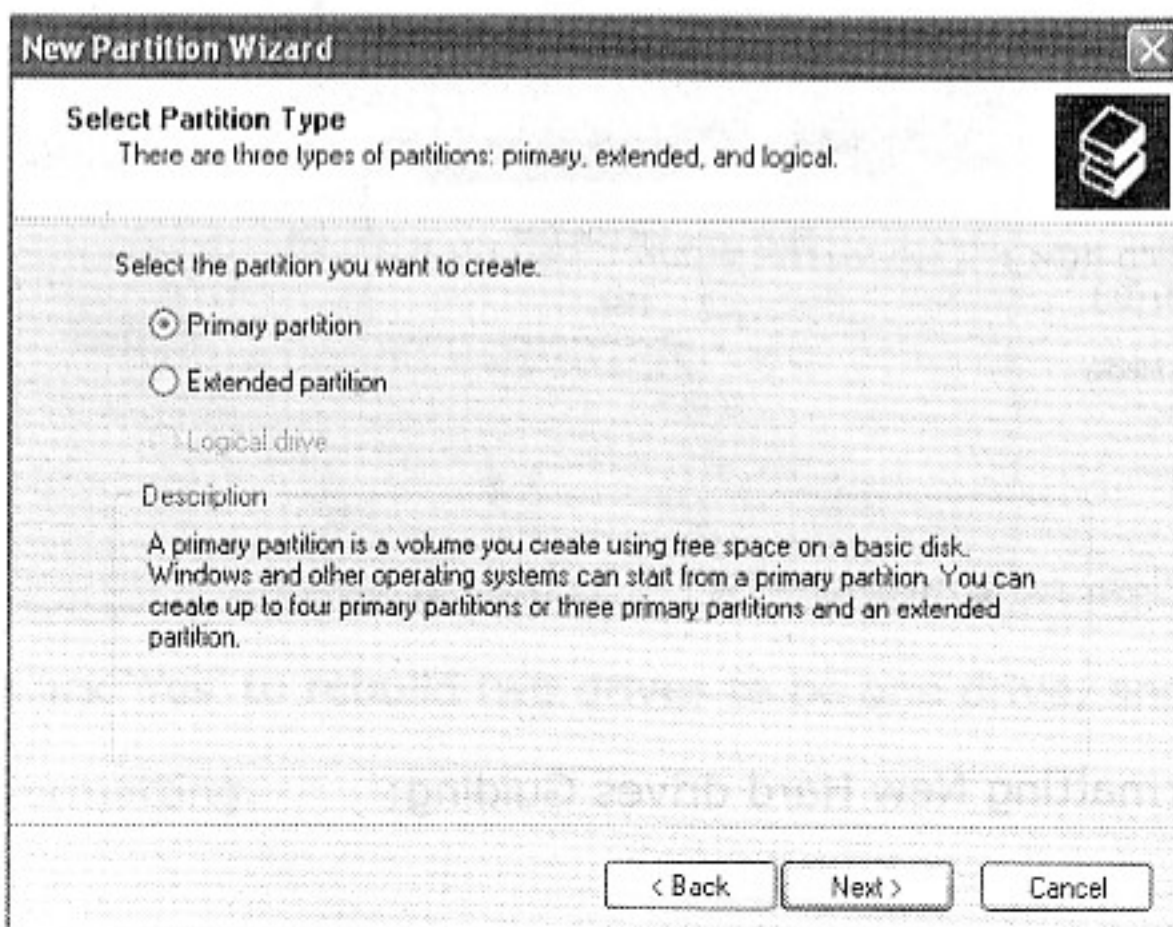 New Partition Wizard
Select Partition Type
There are three types of partitions: primary, extended, and logical.
Select the partition you want to create:
Primary partition
Extended partition
Logical drive
Description
A primary partition is a volume you create using free space on a basic disk.
Windows and other operating systems can start from a primary partition. You can
create up to four primary partitions or three primary partitions and an extended
partition.
< Back
Next >
Cancel